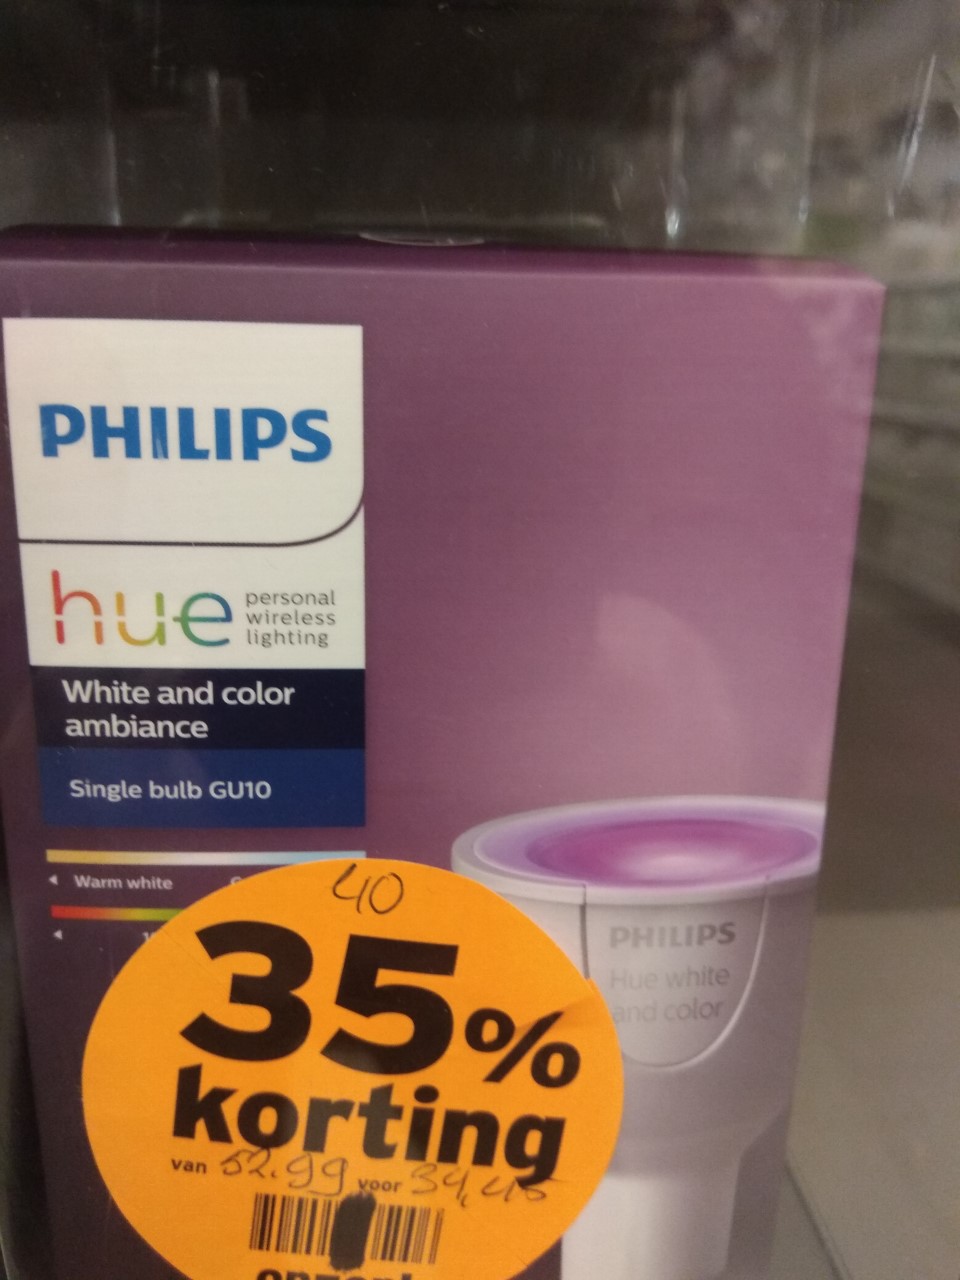 PHILIPS
hue personal
wireless
lighting
White and color
ambiance
Single bulb GU10
Warm white
40
35%
korting
van 52.99 voor 34,45
PHILIPS
Hue white
and color